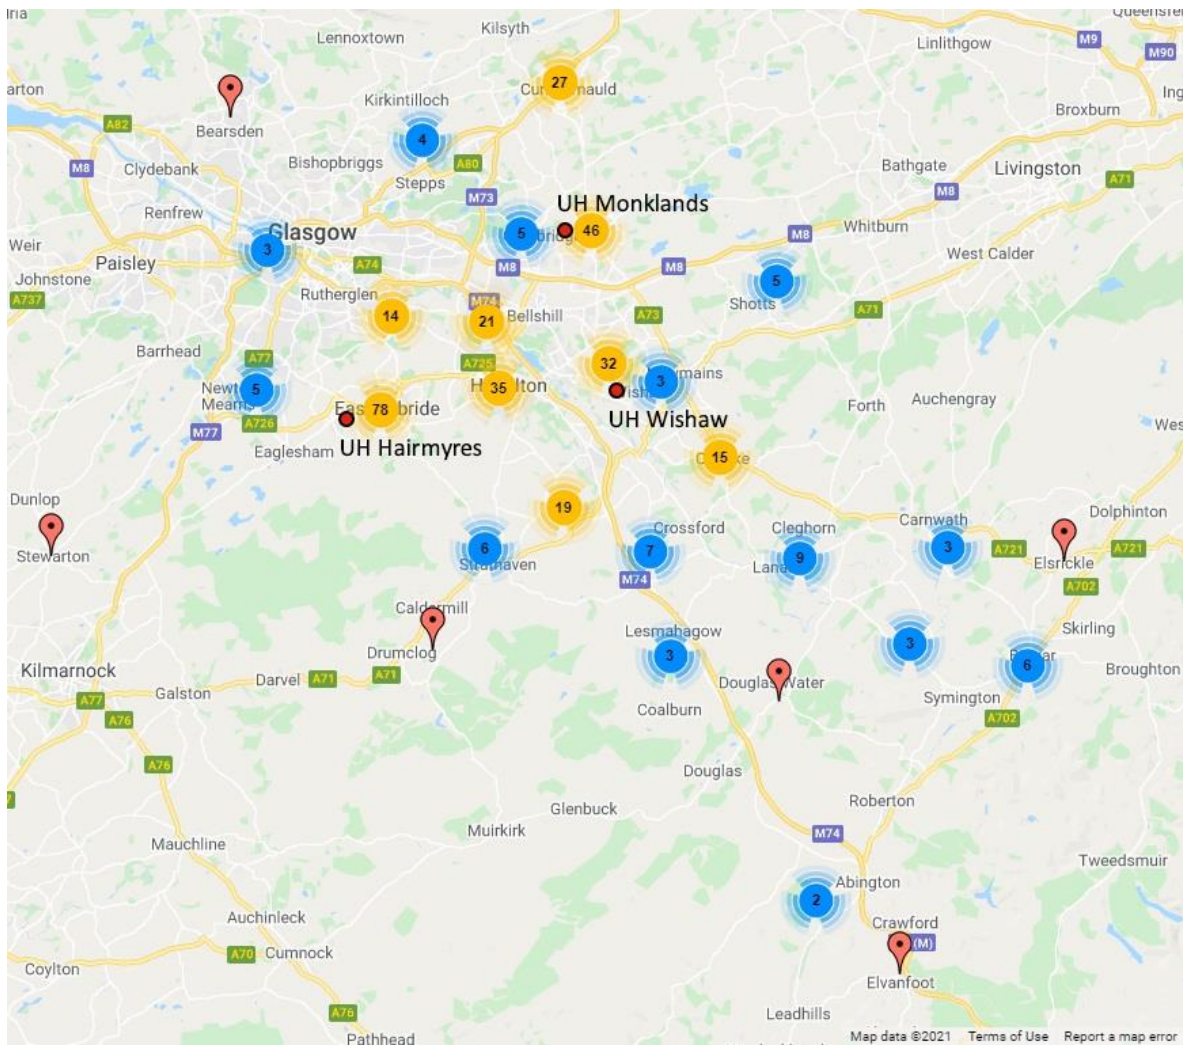 Kilsyth
Lennoxtown
Linlithgow
M9
M90
27
Kirkintilloch
Broxburn
A82
Bearsden
4
Bishopbriggs
M8
Clydebank
A80
Bathgate
Livingston
Stepps
M8
A71
M73
UH Monklands
Renfrew
Glasgow
5
46
Whitburn
M8
3
Paisley
A74
M8
M8
West Calder
Johnstone
Rutherglen
5
A737
M74
Shotts
14
21
Bellshill
A73
A71
Barrhead
A77
A725
32
5
35
3
Mearns
78
UH Wishaw
Forth
Auchengray
A726
M77
Eaglesham
UH Hairmyres
15
Dunlop
19
Crossford
Cleghorn
Carnwath
Dolphinton
Stewarton
6
7
9
3
A721
A721
Elsrickle
M74
A702
Caldermill
Lesmahagow
3
Skirling
Drumclog
3
6
Kilmarnock
Darvel
A71
A71
Douglas Water
Broughton
Galston
A77
Symington
A76
Coalburn
A702
A76
Douglas
Glenbuck
Roberton
Muirkirk
M74
Mauchline
Tweedsmuir
Abington
2
Auchinleck
Crawford
A70
Cumnock
(M)
Coylton
Elvanfoot
A76
Leadhills
Pathhead
Map data ©2021 Terms of Use Report a map error